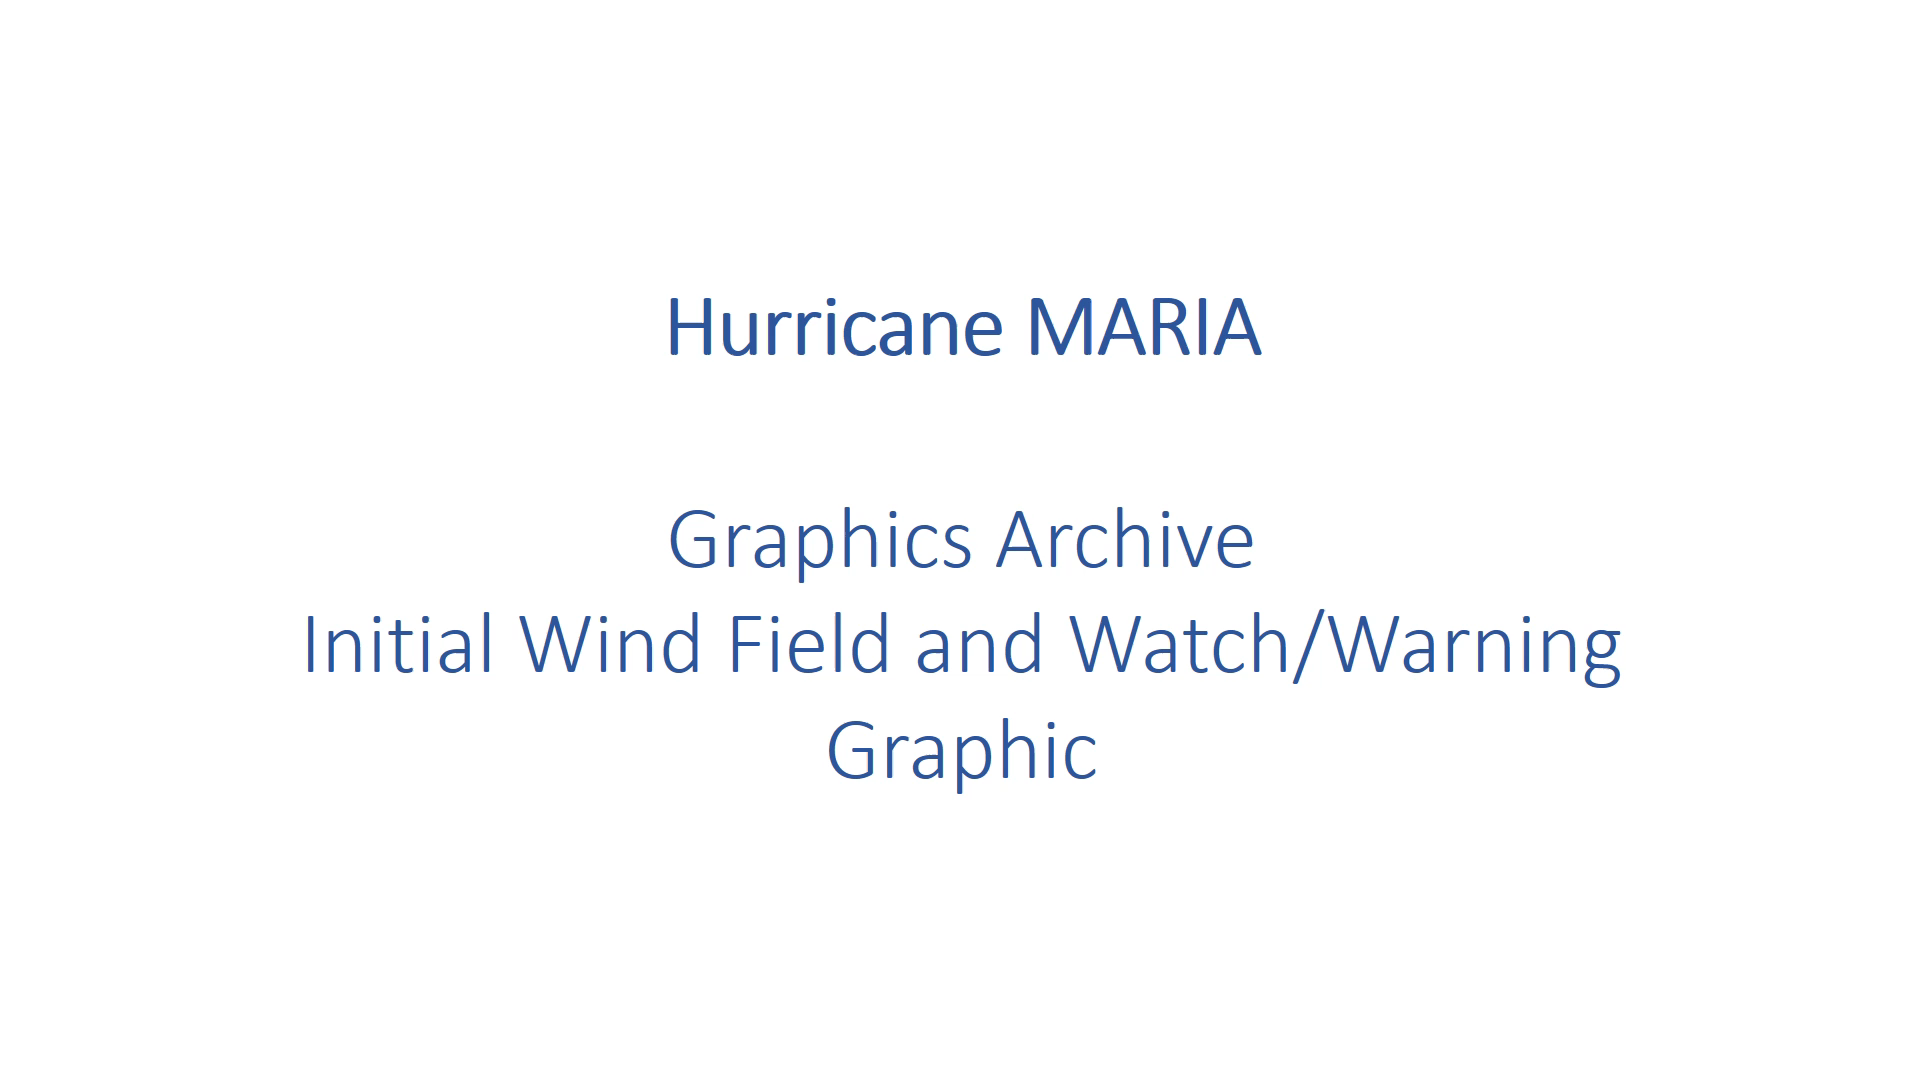 Hurricane MARIA
Graphics Archive
Initial Wind Field and Watch/Warning
Graphic